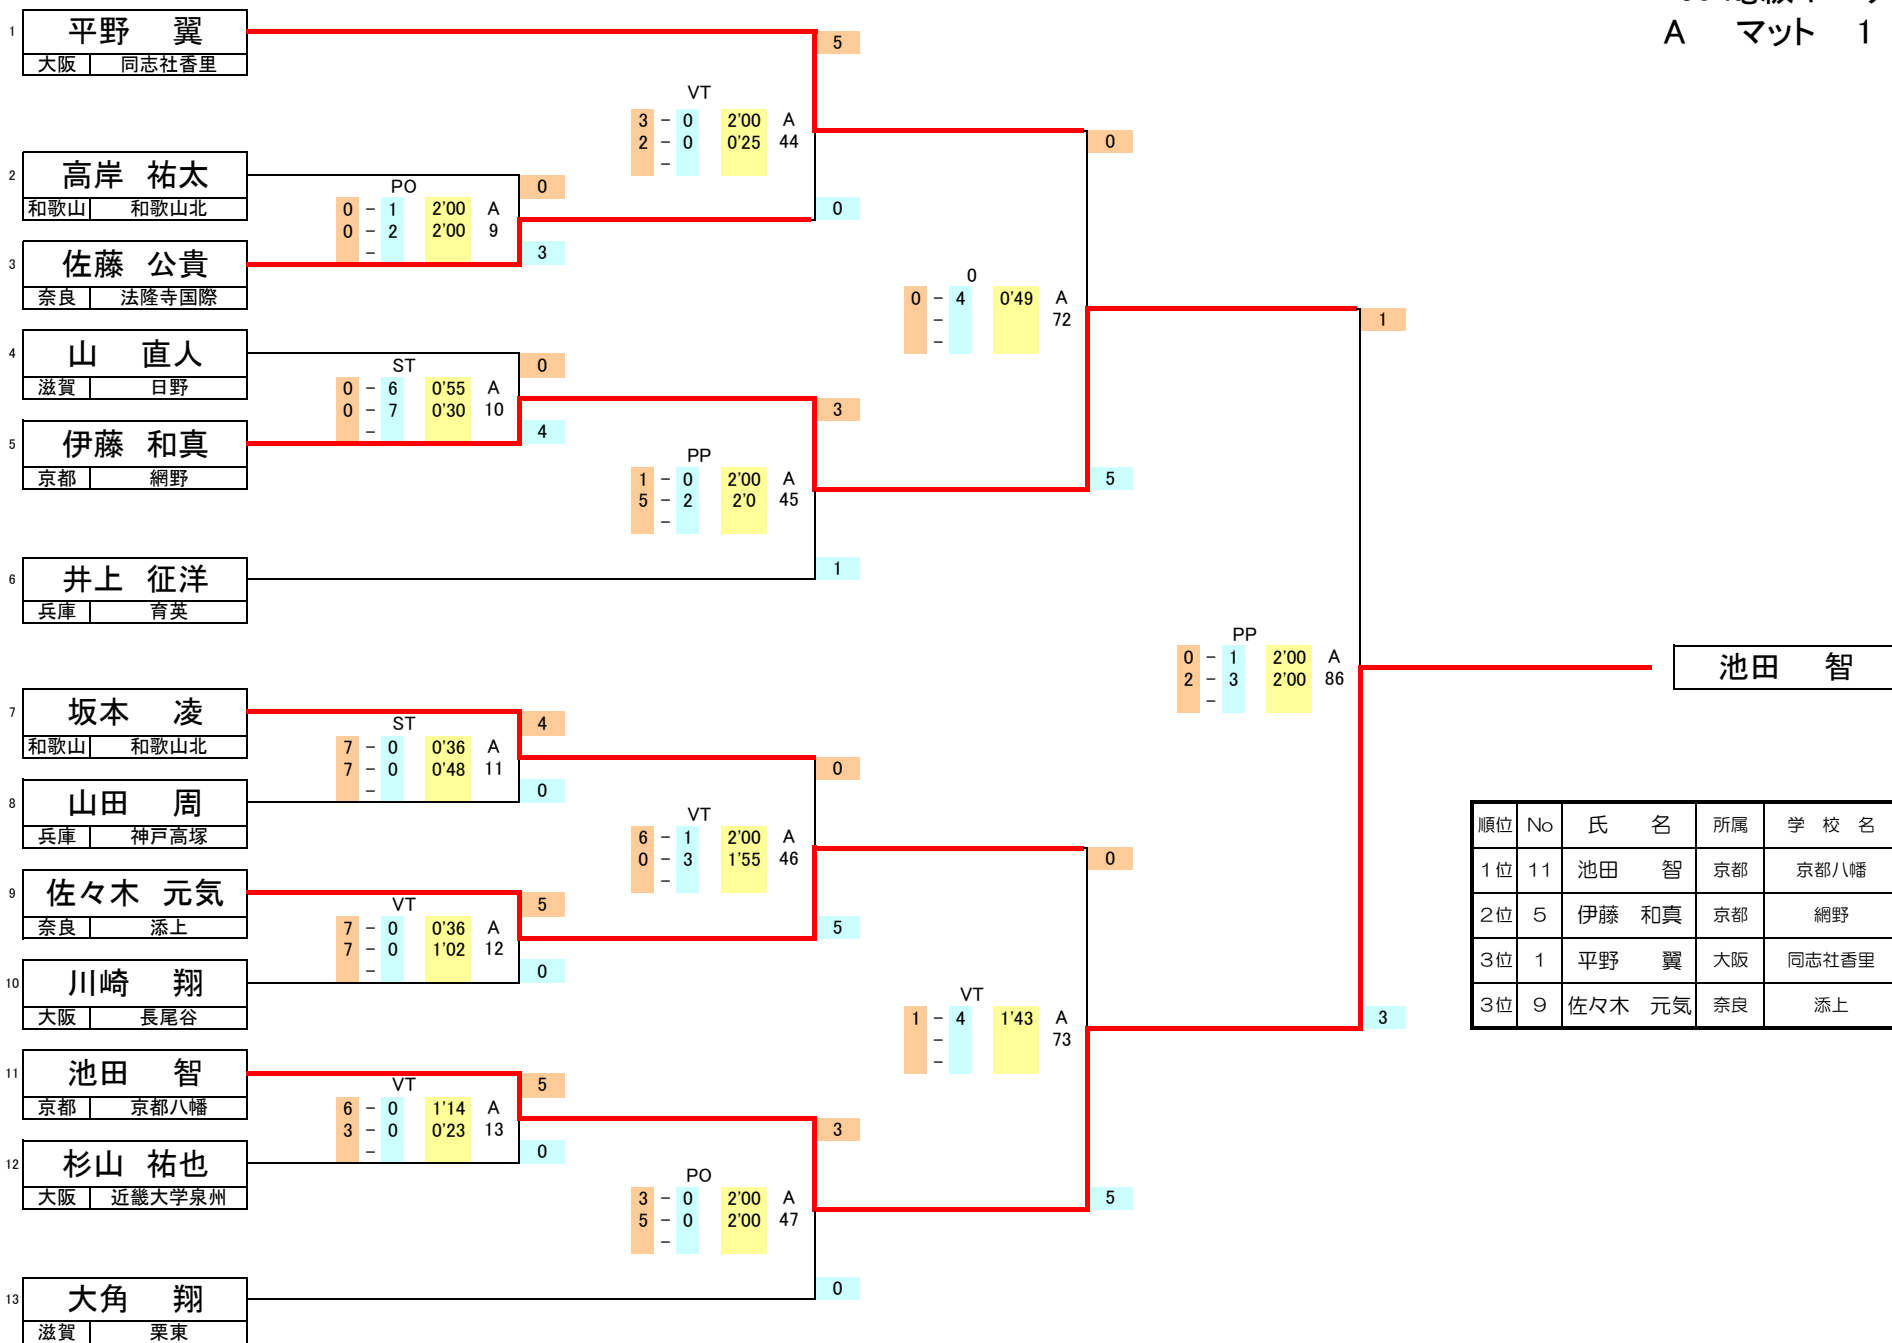 A マット 1
1 平野 翼
大阪 同志社香里
5
VT
3 - 0 2'00 A
2 - 0 0'25 44
-
0
2 高岸 祐太
和歌山 和歌山北
PO
0
0 - 1 2'00 A
0 - 2 2'00 9
-
0
3
3 佐藤 公貴
奈良 法隆寺国際
0
0 - 4 0'49 A
- 72
-
1
4 山 直人
滋賀 日野
ST
0
0 - 6 0'55 A
0 - 7 0'30 10
-
3
4
5 伊藤 和真
京都 網野
PP
1 - 0 2'00 A
5 - 2 2'0 45
-
5
1
6 井上 征洋
兵庫 育英
PP
0 - 1 2'00 A
2 - 3 2'00 86
-
池田 智
7 坂本 凌
和歌山 和歌山北
ST
4
7 - 0 0'36 A
7 - 0 0'48 11
-
0
0
8 山田 周
兵庫 神戸高塚
VT
6 - 1 2'00 A
0 - 3 1'55 46
-
0
9 佐々木 元気
奈良 添上
VT
5
7 - 0 0'36 A
7 - 0 1'02 12
-
5
0
10 川崎 翔
大阪 長尾谷
VT
1 - 4 1'43 A
- 73
-
3
11 池田 智
京都 京都八幡
VT
5
6 - 0 1'14 A
3 - 0 0'23 13
-
3
0
12 杉山 祐也
大阪 近畿大学泉州
PO
3 - 0 2'00 A
5 - 0 2'00 47
-
5
0
13 大角 翔
滋賀 栗東
順位 No 氏 名 所属 学 校 名
1位 11 池田 智 京都 京都八幡
2位 5 伊藤 和真 京都 網野
3位 1 平野 翼 大阪 同志社香里
3位 9 佐々木 元気 奈良 添上